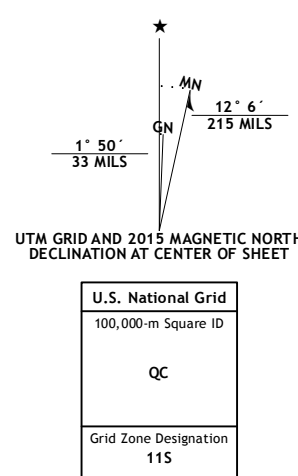 ★
MN
GN
12° 6´
215 MILS
1° 50´
33 MILS
UTM GRID AND 2015 MAGNETIC NORTH
DECLINATION AT CENTER OF SHEET
U.S. National Grid
100,000-m Square ID
QC
Grid Zone Designation
11S